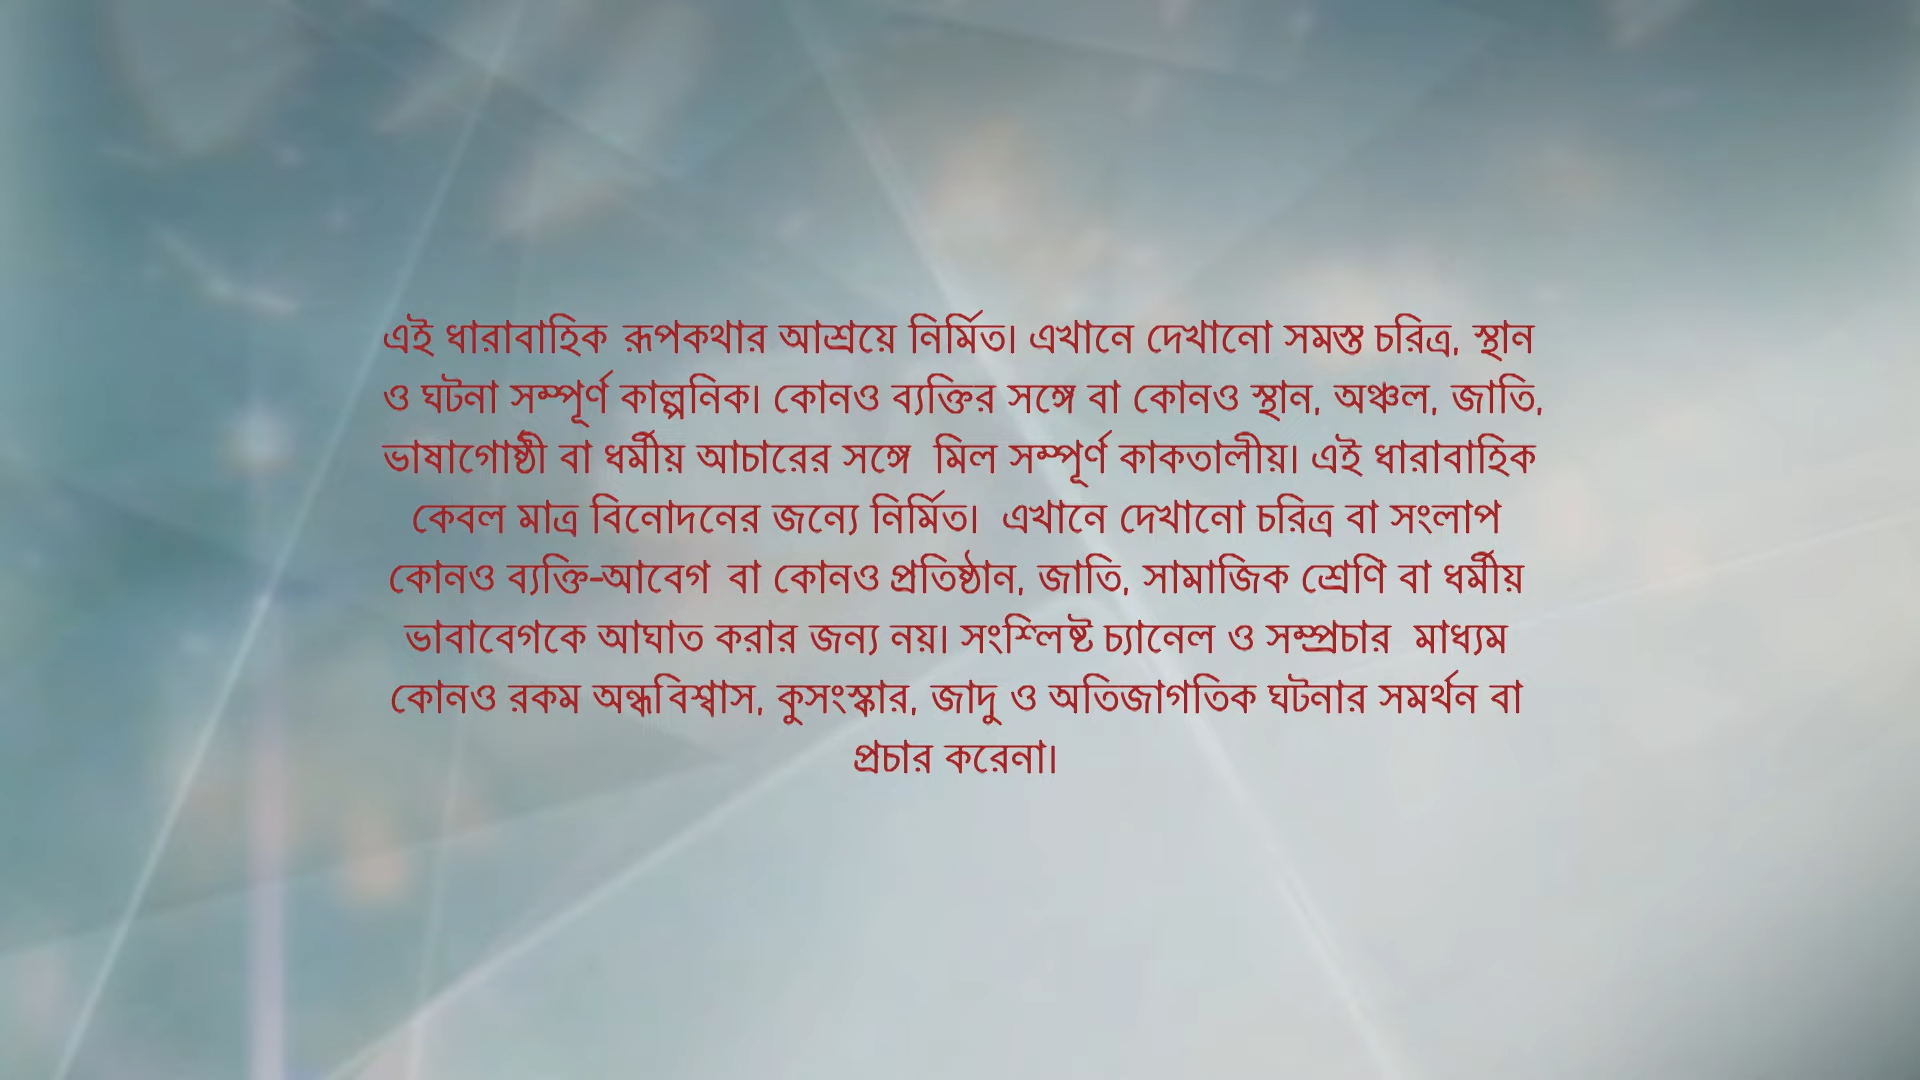 এই ধারাবাহিক রূপকথার আশ্রয়ে নির্মিত। এখানে দেখানো সমস্ত চরিত্র, স্থান
ও ঘটনা সম্পূর্ণ কাল্পনিক। কোনও ব্যক্তির সঙ্গে বা কোনও স্থান, অঞ্চল, জাতি,
ভাষাগোষ্ঠী বা ধর্মীয় আচারের সঙ্গে মিল সম্পূর্ণ কাকতালীয়। এই ধারাবাহিক
কেবল মাত্র বিনোদনের জন্যে নির্মিত। এখানে দেখানো চরিত্র বা সংলাপ
কোনও ব্যক্তি-আবেগ বা কোনও প্রতিষ্ঠান, জাতি, সামাজিক শ্রেণি বা ধর্মীয়
ভাবাবেগকে আঘাত করার জন্য নয়। সংশ্লিষ্ট চ্যানেল ও সম্প্রচার মাধ্যম
কোনও রকম অন্ধবিশ্বাস, কুসংস্কার, জাদু ও অতিজাগতিক ঘটনার সমর্থন বা
প্রচার করেনা।